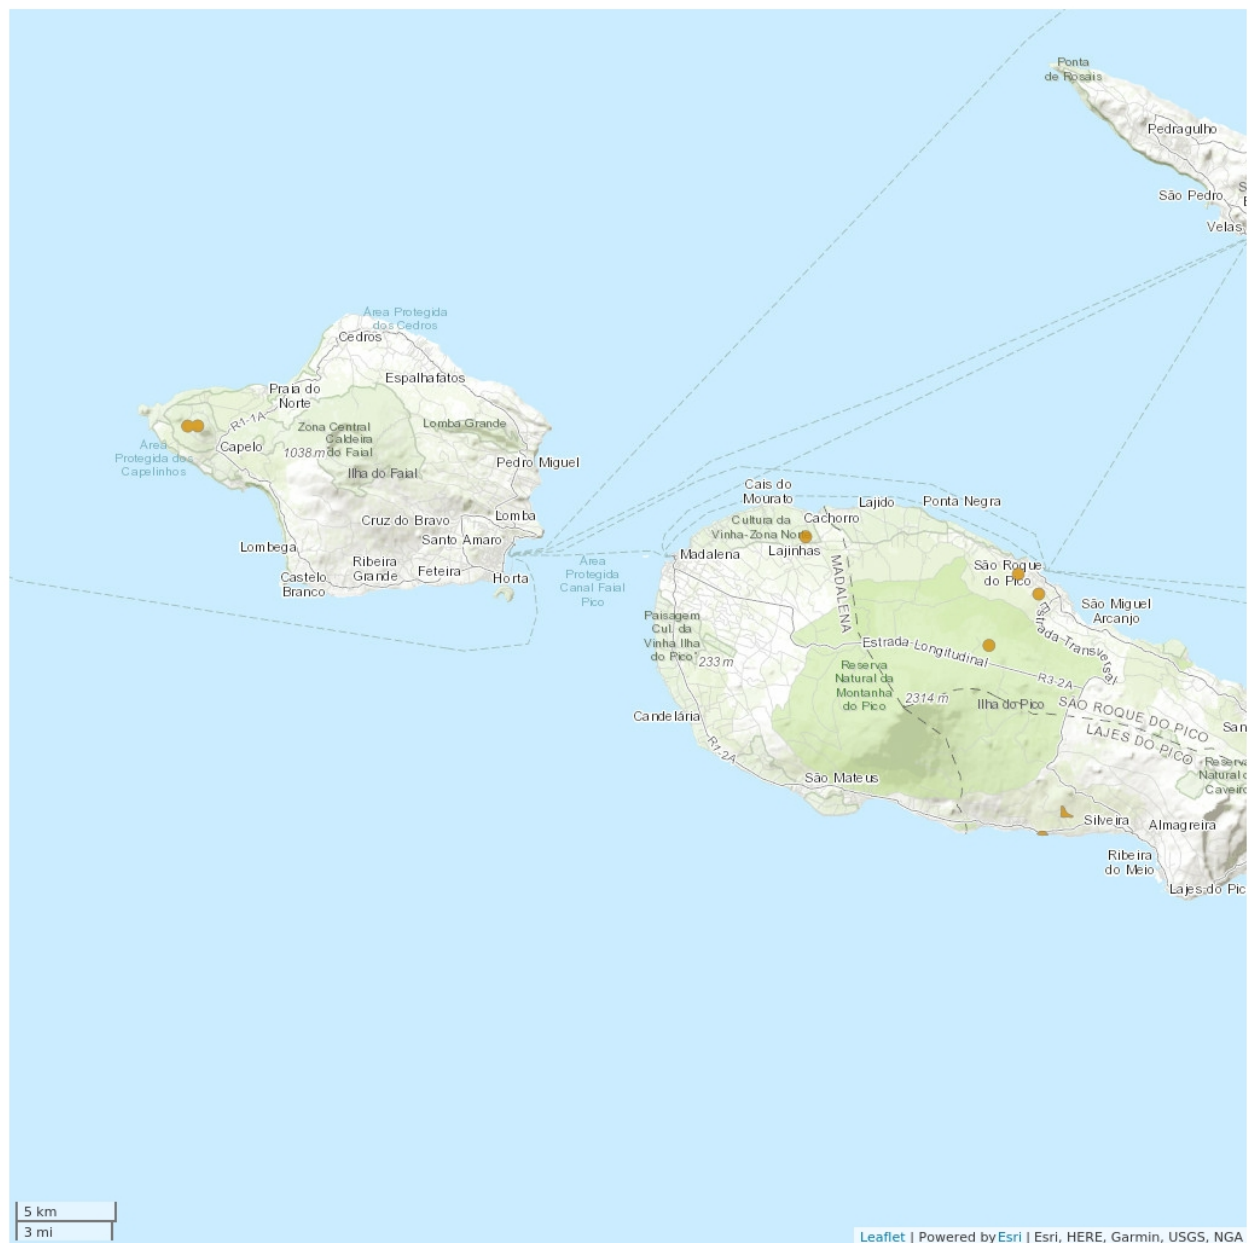 Ponta
de Rosais
Pedragulho
São Pedro
Velas
Área Protegida
dos Cedros
Cedros
Espalhafatos
Praia do
Norte
R1-1A
Zona Central
Caldeira
do Faial
Lomba Grande
Capelo
Área
Protegida dos
Capelinhos
1038 m
Ilha do Faial
Pedro Miguel
Cruz do Bravo
Lomba
Santo Amaro
Lombega
Ribeira
Grande
Feteira
Castelo
Branco
Horta
Área
Protegida
Canal Faial
Pico
Cais do
Mourato
Lajido
Ponta Negra
Cultura da
Vinha-Zona Nor
Cachorro
Madalena
Lajinhas
MADALENA
São Roque
do Pico
São Miguel
Arcanjo
Estrada-Transversal
Paisagem
Cul. da
Vinha Ilha
do Pico
233 m
Estrada-Longitudinal
R3-2A
Reserva
Natural da
Montanha
do Pico
2314 m
Ilha do Pico
SÃO ROQUE DO PICO
LAJES DO PICO
San
Candelária
R1-2A
São Mateus
Reserva
Natural
Caveiro
Silveira
Almagreira
Ribeira
do Meio
Lajes do Pic
5 km
3 mi
Leaflet | Powered by Esri | Esri, HERE, Garmin, USGS, NGA